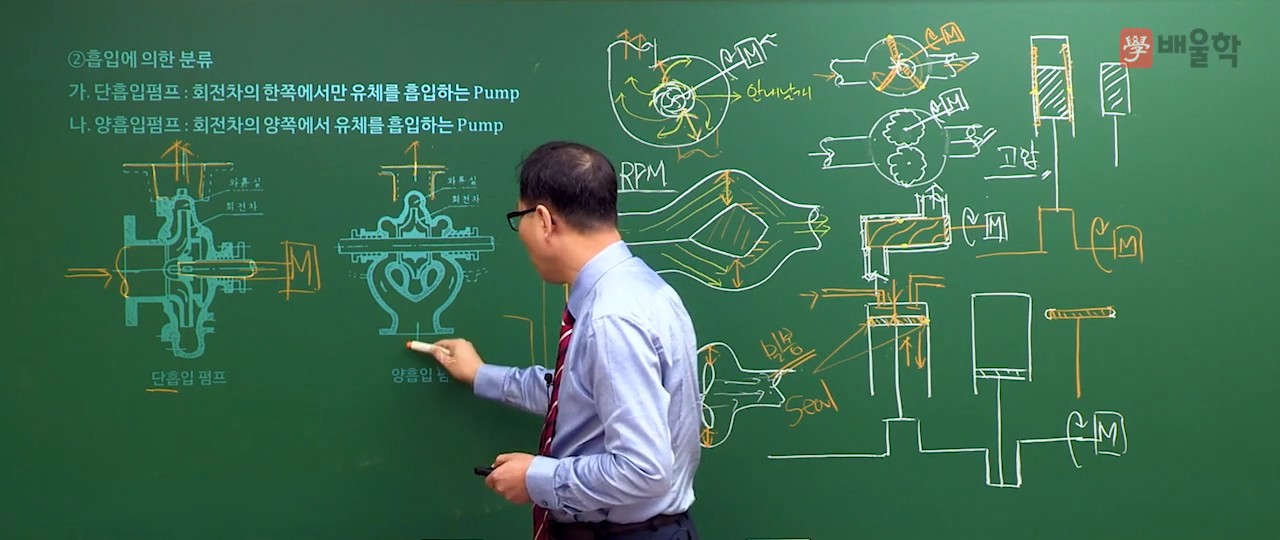 ②흡입에 의한 분류
가. 단흡입펌프 : 회전차의 한쪽에서만 유체를 흡입하는 Pump
나. 양흡입펌프 : 회전차의 양쪽에서 유체를 흡입하는 Pump
와류실
회전차
M
단흡입 펌프
와류실
회전차
양흡입 펌
M
안내날개
RPM
M
M
고압
M
M
밀봉
Seal
M
學 배울학